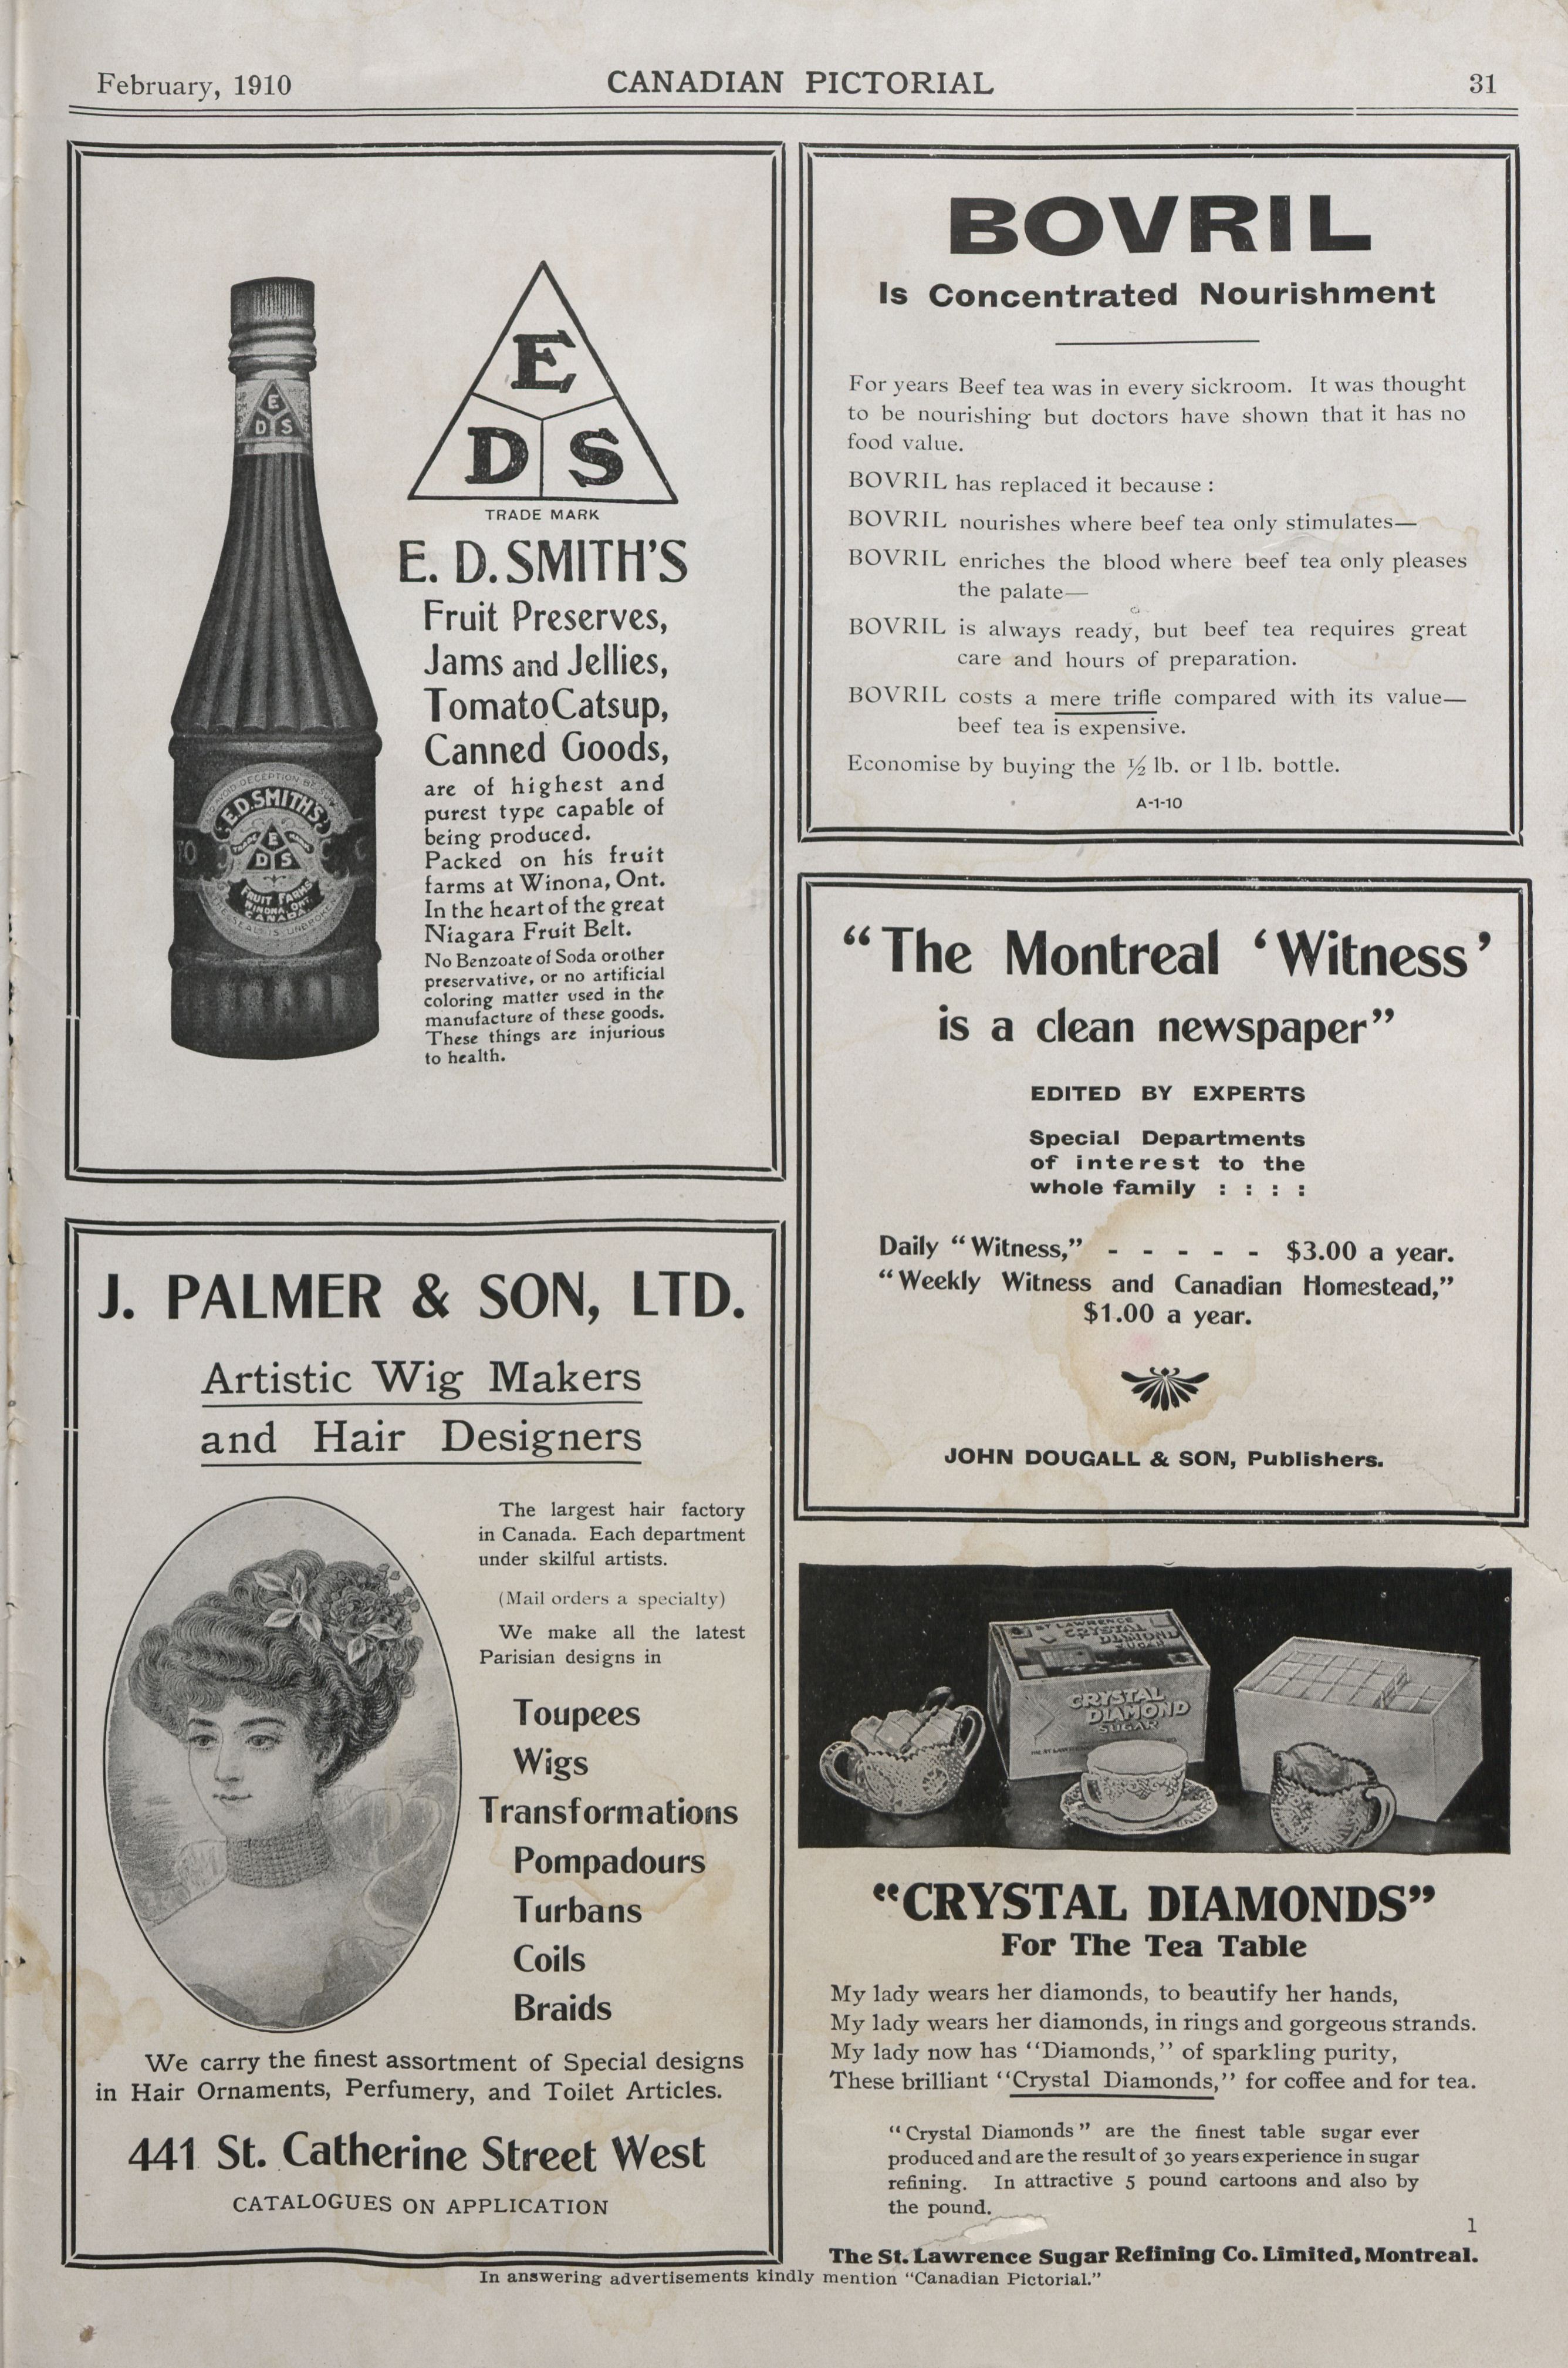 February, 1910
CANADIAN PICTORIAL
31
E
D S
E
D S
TRADE MARK
E. D. SMITH'S
Fruit Preserves,
Jams and Jellies,
Tomato Catsup,
Canned Goods,
are of highest and
purest type capable of
being produced.
Packed on his fruit
farms at Winona, Ont.
In the heart of the great
Niagara Fruit Belt.
No Benzoate of Soda or other
preservative, or no artificial
coloring matter used in the
manufacture of these goods.
These things are injurious
to health.
DECEPTION BY
E.D.SMITH'S
E
D S
FRUIT FARMS
WINONA, ONT.
CANADA
SEAL IS UNBROKE
J. PALMER & SON, LTD.
Artistic Wig Makers
and Hair Designers
The largest hair factory
in Canada. Each department
under skilful artists.
(Mail orders a specialty)
We make all the latest
Parisian designs in
Toupees
Wigs
Transformations
Pompadours
Turbans
Coils
Braids
We carry the finest assortment of Special designs
in Hair Ornaments, Perfumery, and Toilet Articles.
441 St. Catherine Street West
CATALOGUES ON APPLICATION
BOVRIL
Is Concentrated Nourishment
For years Beef tea was in every sickroom. It was thought
to be nourishing but doctors have shown that it has no
food value.
BOVRIL has replaced it because :
BOVRIL nourishes where beef tea only stimulates—
BOVRIL enriches the blood where beef tea only pleases
the palate—
BOVRIL is always ready, but beef tea requires great
care and hours of preparation.
BOVRIL costs a mere trifle compared with its value—
beef tea is expensive.
Economise by buying the ½ lb. or 1 lb. bottle.
A-1-10
"The Montreal 'Witness'
is a clean newspaper"
EDITED BY EXPERTS
Special Departments
of interest to the
whole family : : : :
Daily "Witness," - - - - - $3.00 a year.
"Weekly Witness and Canadian Homestead,"
$1.00 a year.
JOHN DOUGALL & SON, Publishers.
ST LAWRENCE
CRYSTAL
DIAMOND
SUGAR
CRYSTAL
DIAMOND
SUGAR
"CRYSTAL DIAMONDS"
For The Tea Table
My lady wears her diamonds, to beautify her hands,
My lady wears her diamonds, in rings and gorgeous strands.
My lady now has "Diamonds," of sparkling purity,
These brilliant "Crystal Diamonds," for coffee and for tea.
"Crystal Diamonds" are the finest table sugar ever
produced and are the result of 30 years experience in sugar
refining. In attractive 5 pound cartoons and also by
the pound.
1
The St. Lawrence Sugar Refining Co. Limited, Montreal.
In answering advertisements kindly mention "Canadian Pictorial."